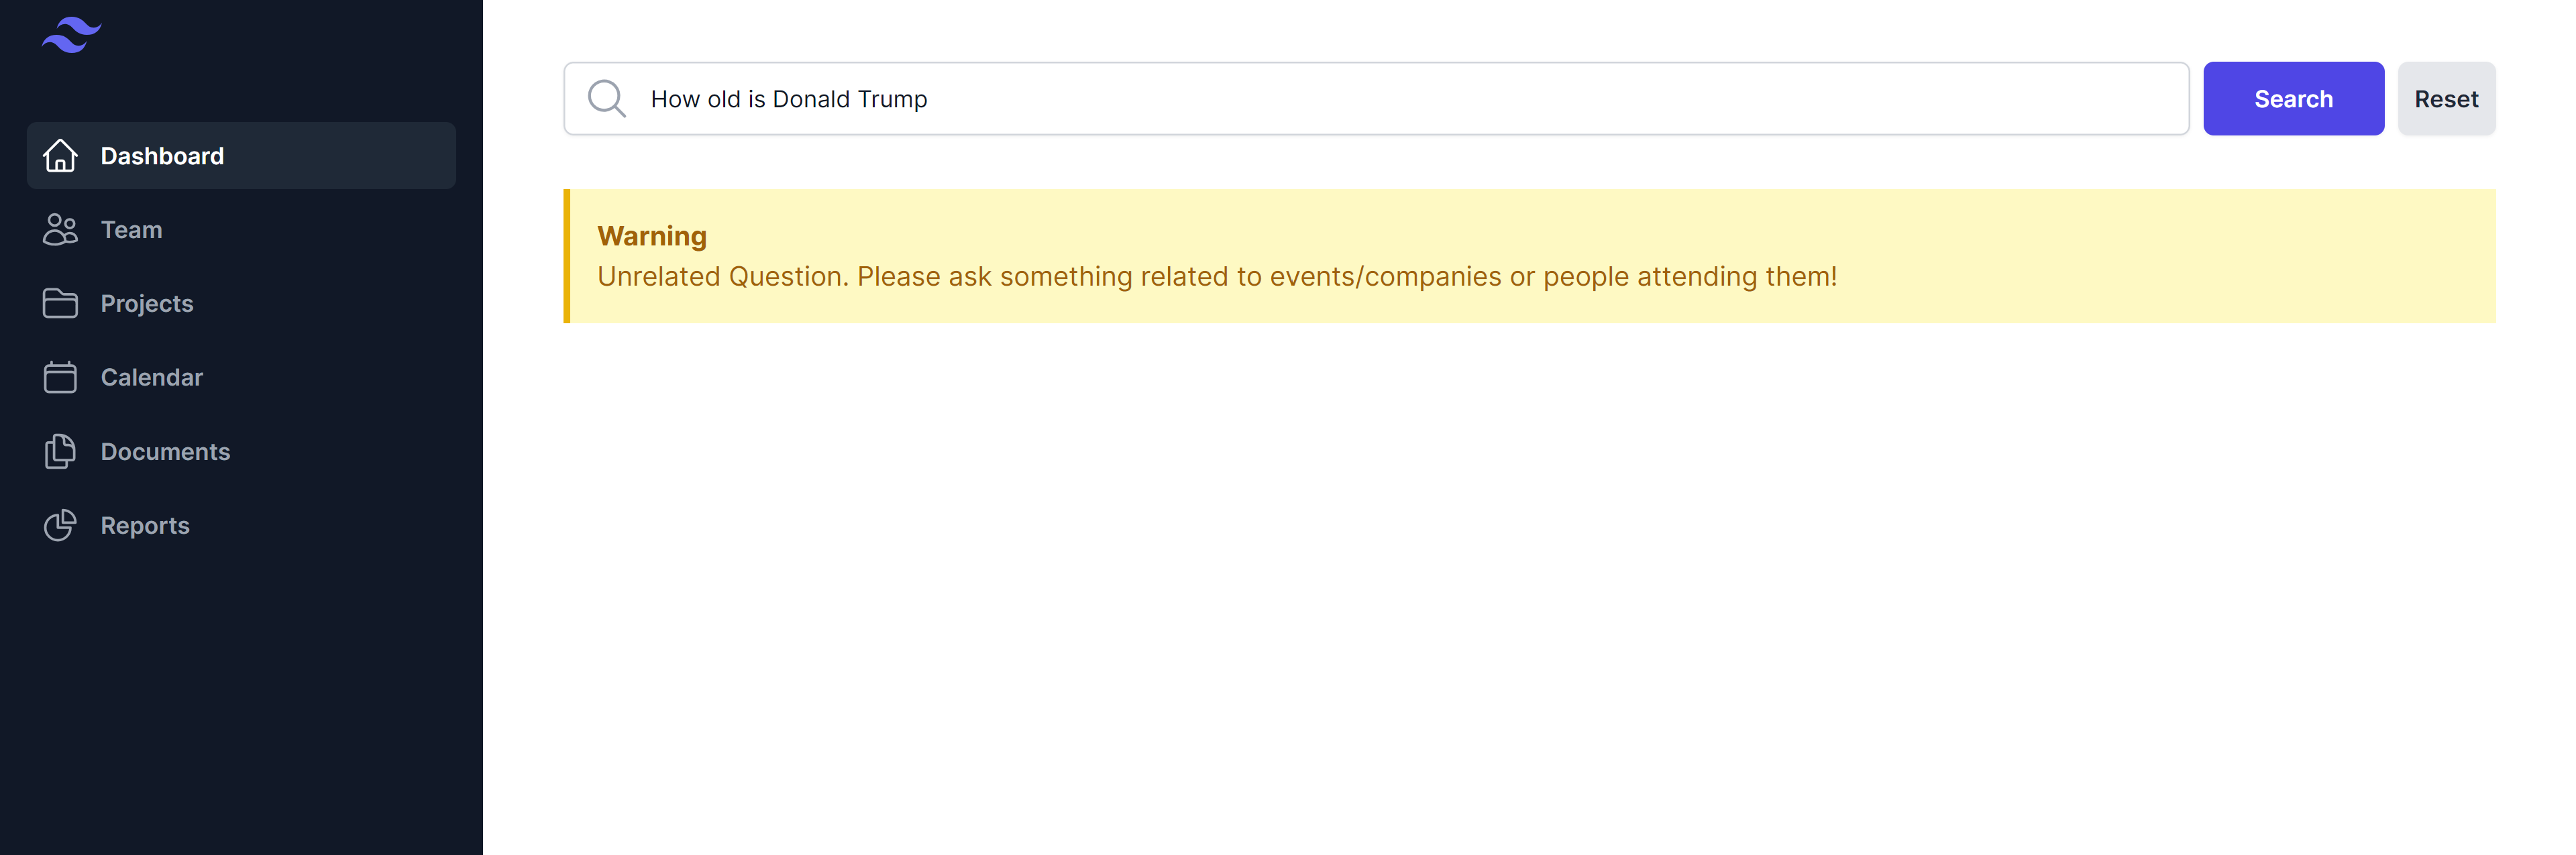 Dashboard
Team
Projects
Calendar
Documents
Reports
How old is Donald Trump
Search
Reset
Warning
Unrelated Question. Please ask something related to events/companies or people attending them!